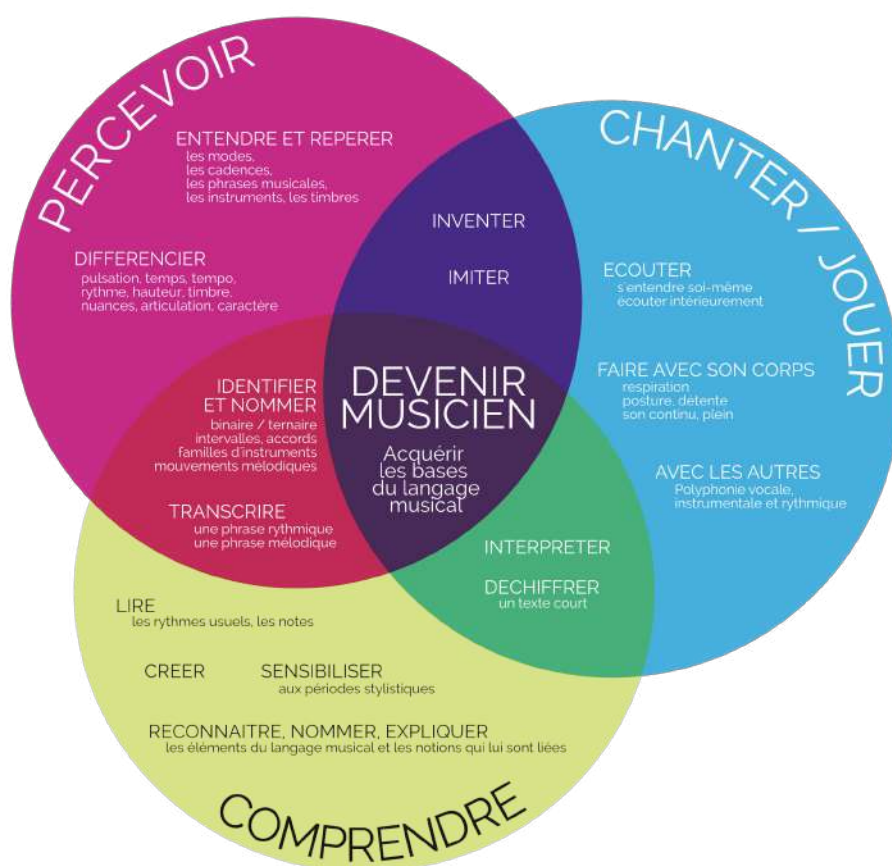 PERCEVOIR
ENTENDRE ET REPERER
les modes,
les cadences,
les phrases musicales,
les instruments, les timbres
DIFFERENCIER
pulsation, temps, tempo,
rythme, hauteur, timbre,
nuances, articulation, caractère
INVENTER
IMITER
CHANTER / JOUER
ECOUTER
s'entendre soi-même
écouter intérieurement
FAIRE AVEC SON CORPS
respiration
posture, détente
son continu, plein
AVEC LES AUTRES
Polyphonie vocale,
instrumentale et rythmique
IDENTIFIER
ET NOMMER
binaire / ternaire
intervalles, accords
familles d'instruments
mouvements mélodiques
TRANSCRIRE
une phrase rythmique
une phrase mélodique
DEVENIR
MUSICIEN
Acquérir
les bases
du langage
musical
INTERPRETER
DECHIFFRER
un texte court
LIRE
les rythmes usuels, les notes
CREER
SENSIBILISER
aux périodes stylistiques
RECONNAITRE, NOMMER, EXPLIQUER
les éléments du langage musical et les notions qui lui sont liées
COMPRENDRE